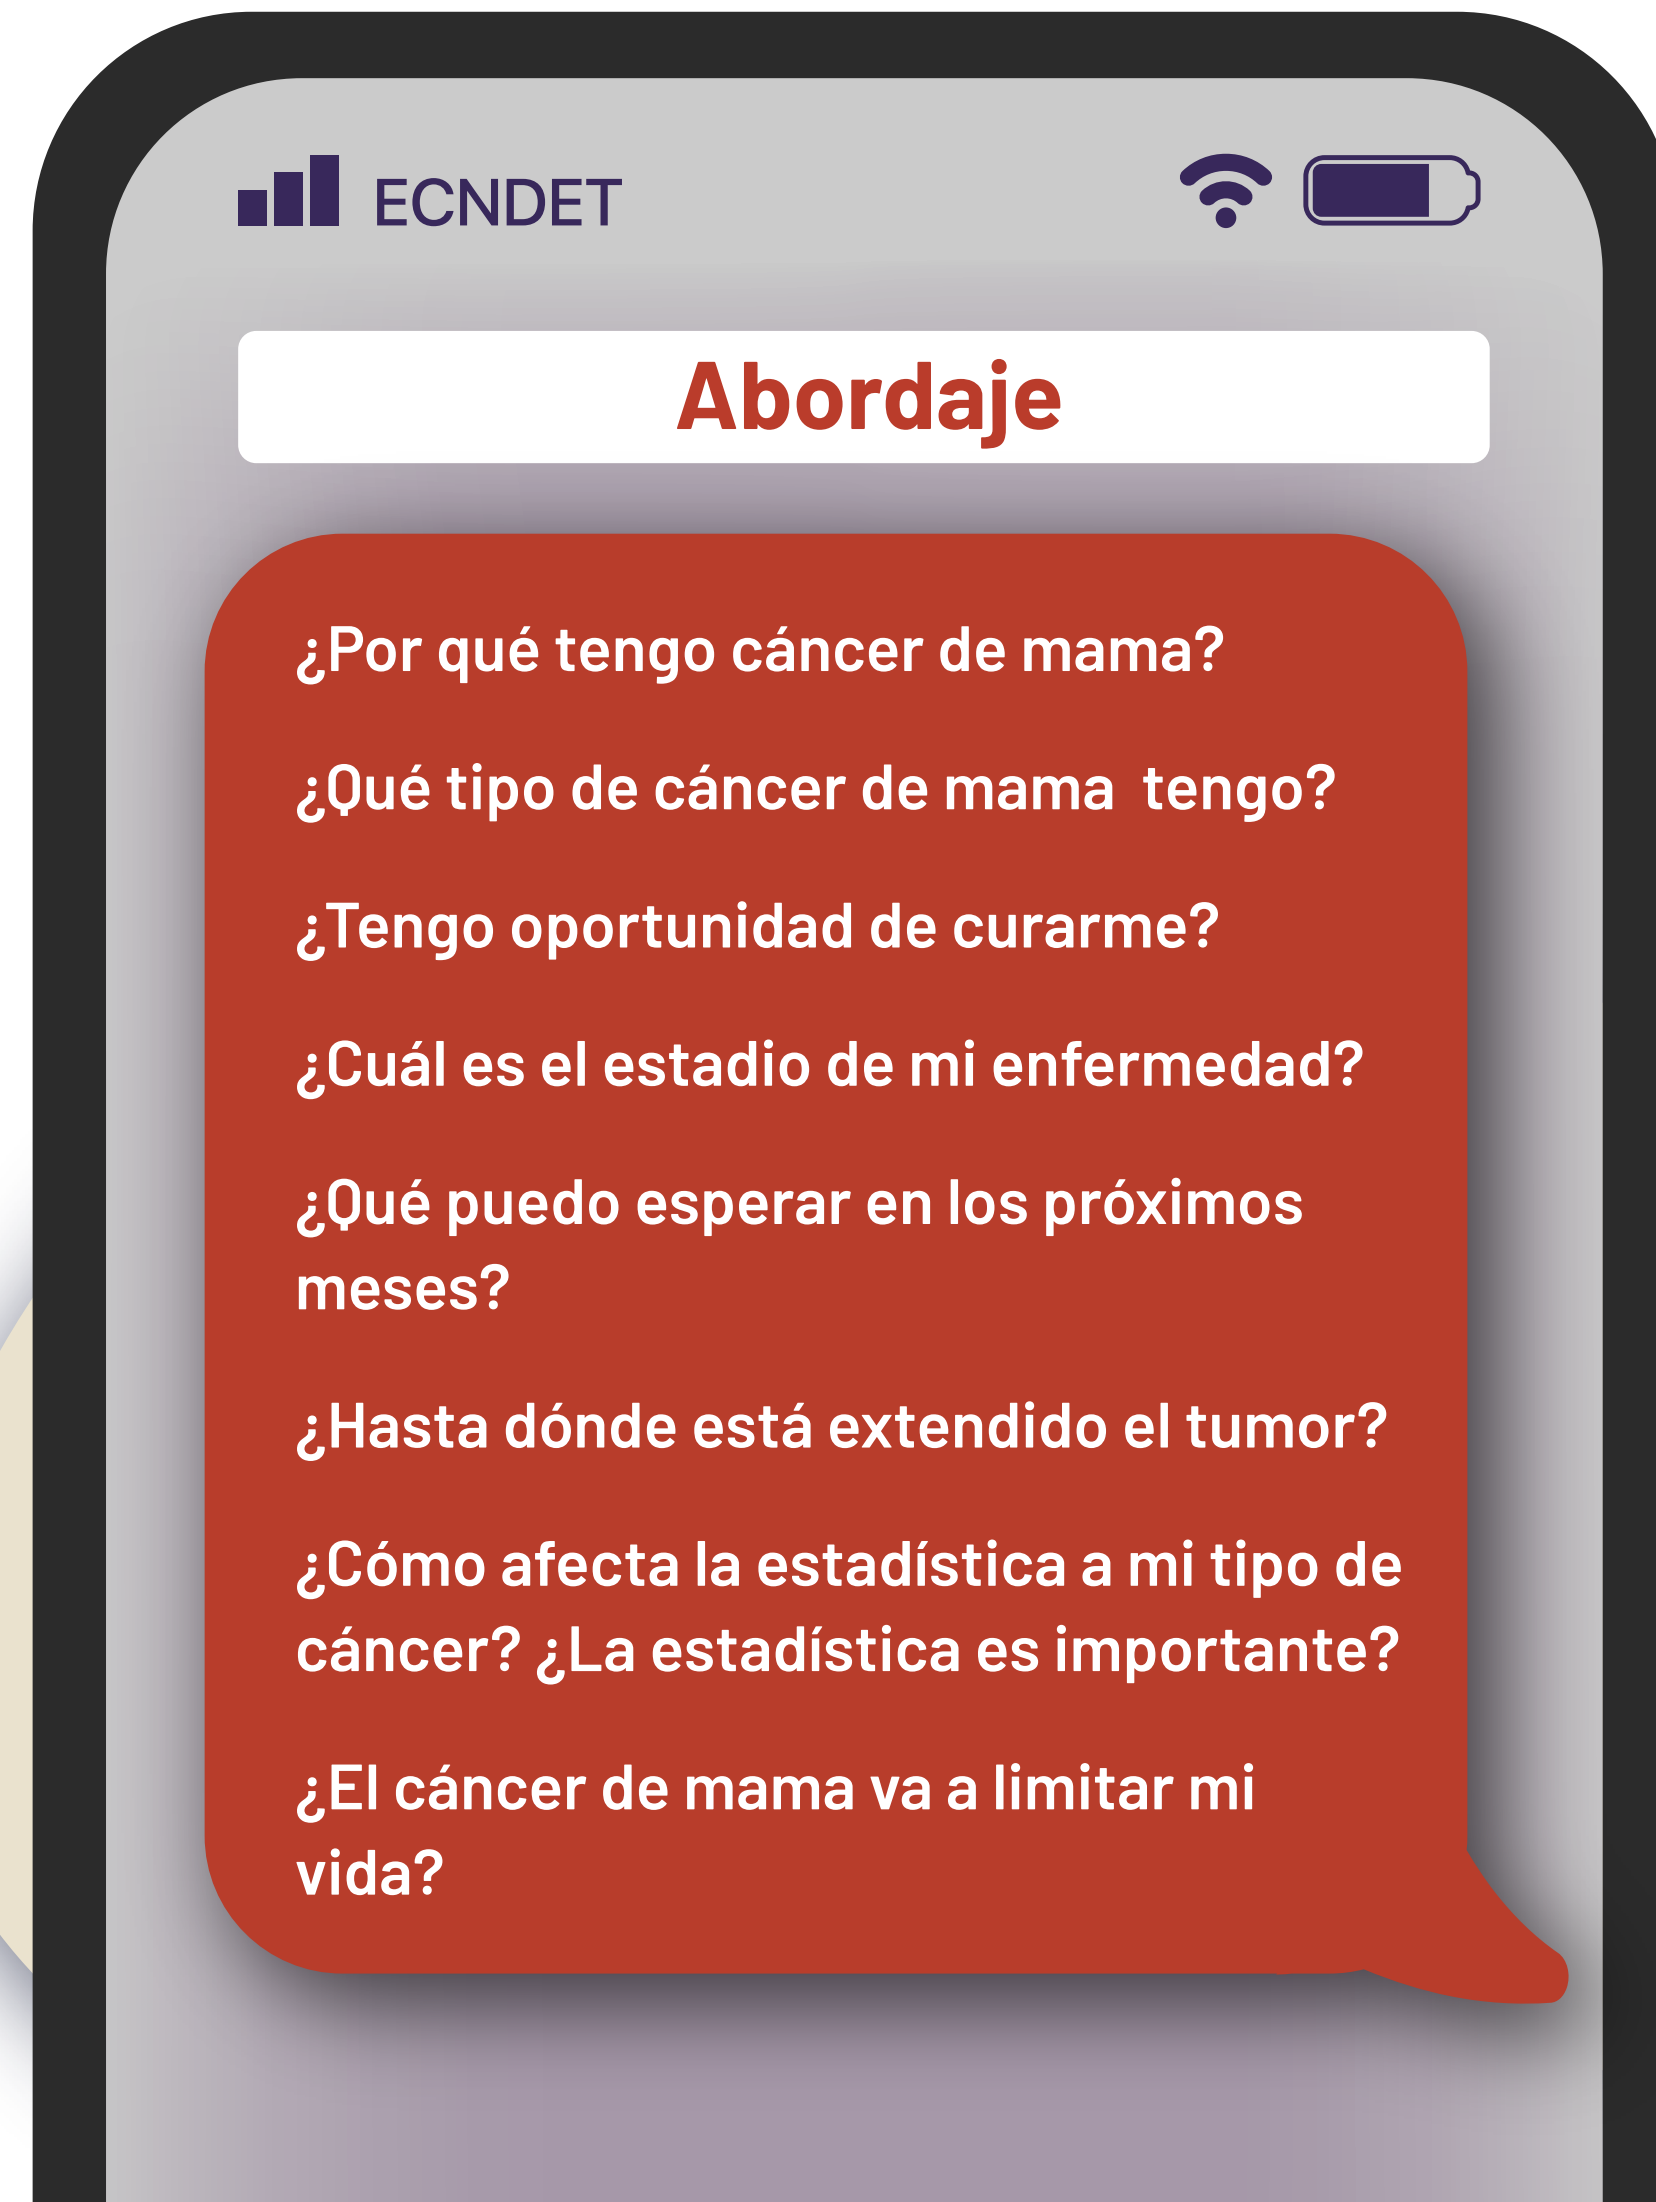 ECNDET
Abordaje
¿Por qué tengo cáncer de mama?
¿Qué tipo de cáncer de mama  tengo?
¿Tengo oportunidad de curarme?
¿Cuál es el estadio de mi enfermedad?
¿Qué puedo esperar en los próximos
meses?
¿Hasta dónde está extendido el tumor?
¿Cómo afecta la estadística a mi tipo de
cáncer? ¿La estadística es importante?
¿El cáncer de mama va a limitar mi
vida?